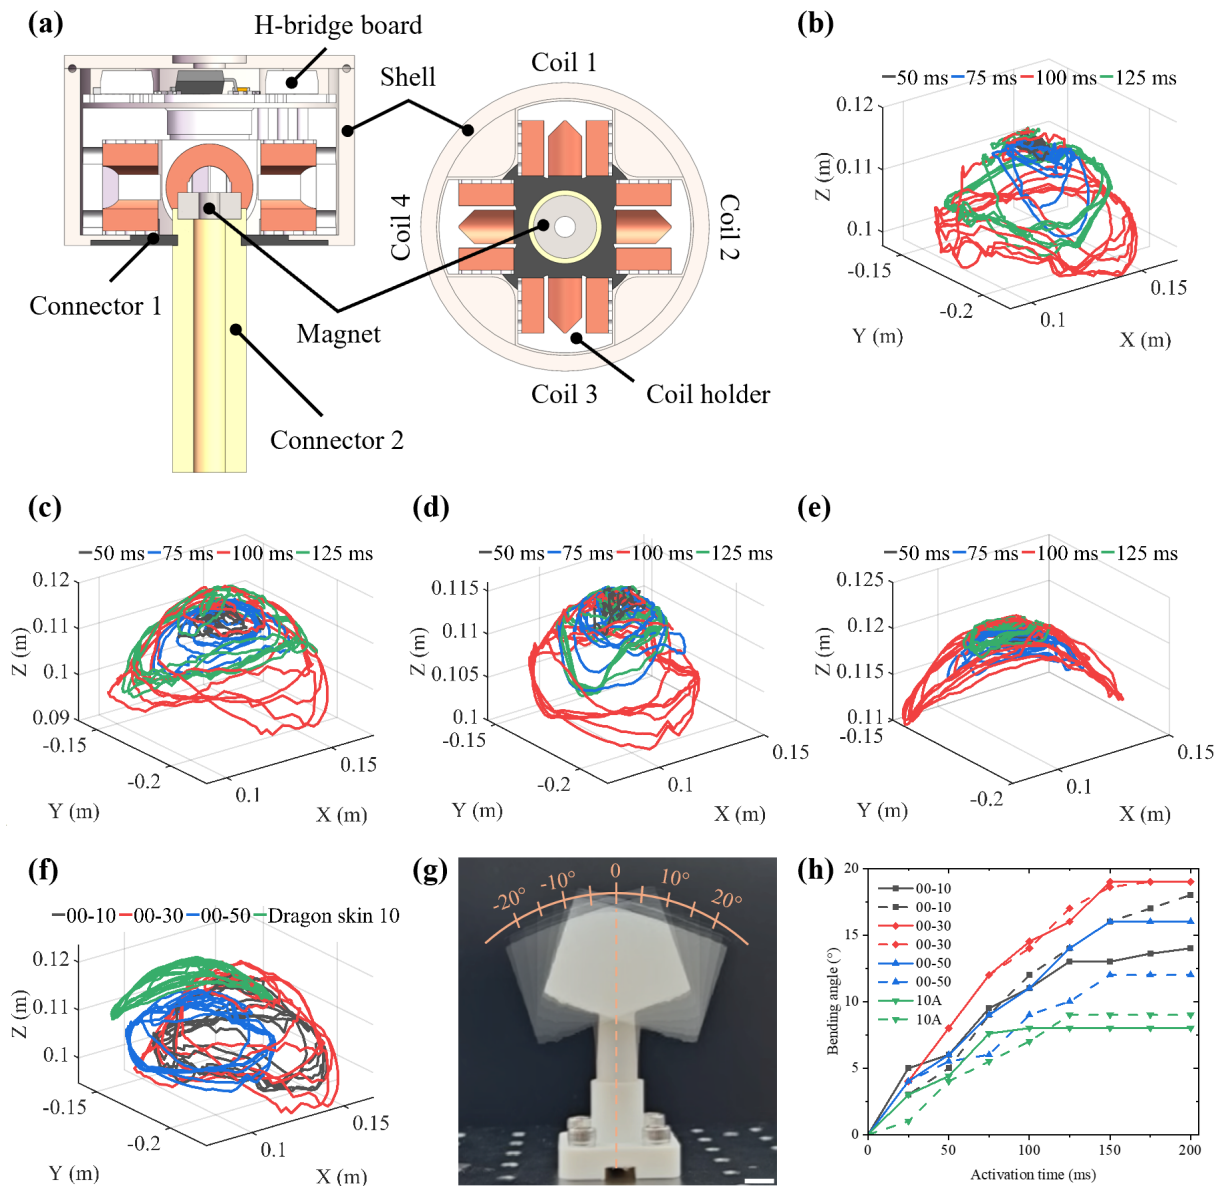 (a)
H-bridge board
Shell
Coil 1
Coil 4
Coil 2
Connector 1
Magnet
Coil 3
Coil holder
Connector 2
(b)
50 ms 75 ms 100 ms 125 ms
0.12
0.11
0.1
Z (m)
-0.15
-0.2
Y (m)
0.1
0.15
X (m)
(c)
50 ms 75 ms 100 ms 125 ms
0.12
0.11
0.1
0.09
Z (m)
-0.15
-0.2
Y (m)
0.1
0.15
X (m)
(d)
50 ms 75 ms 100 ms 125 ms
0.115
0.11
0.105
0.1
Z (m)
-0.15
-0.2
Y (m)
0.1
0.15
X (m)
(e)
50 ms 75 ms 100 ms 125 ms
0.125
0.12
0.115
0.11
Z (m)
-0.15
-0.2
Y (m)
0.1
0.15
X (m)
(f)
00-10 00-30 00-50 Dragon skin 10
0.12
0.11
0.1
Z (m)
-0.15
-0.2
Y (m)
0.1
0.15
X (m)
(g)
-20° -10° 0 10° 20°
(h)
20
15
10
5
0
Bending angle (°)
00-10
00-10
00-30
00-30
00-50
00-50
10A
10A
0 50 100 150 200
Activation time (ms)